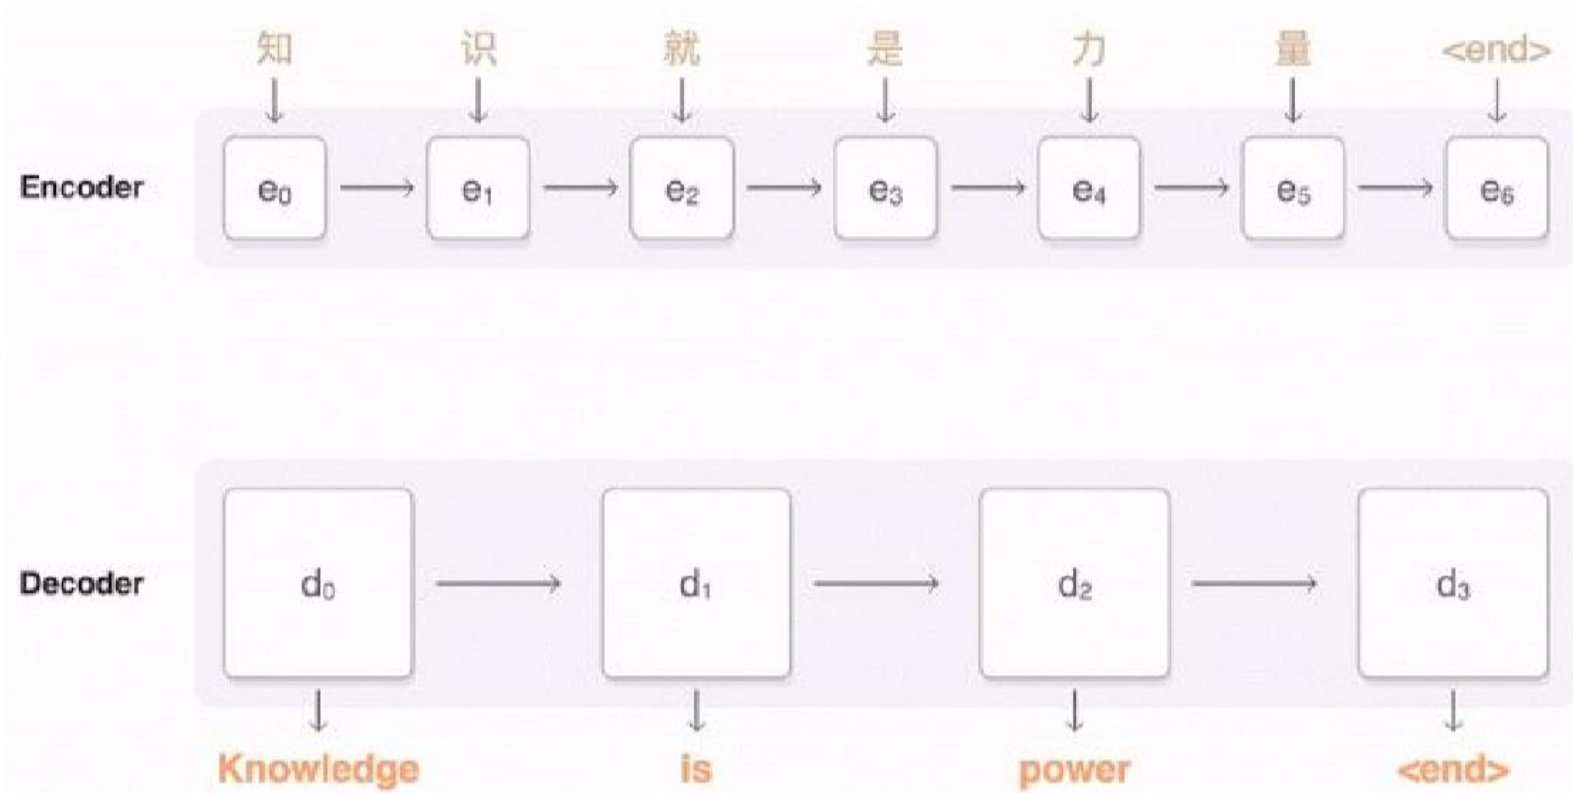 知 识 就 是 力 量 <end>
Encoder e₀ e₁ e₂ e₃ e₄ e₅ e₆
Decoder d₀ d₁ d₂ d₃
Knowledge is power <end>